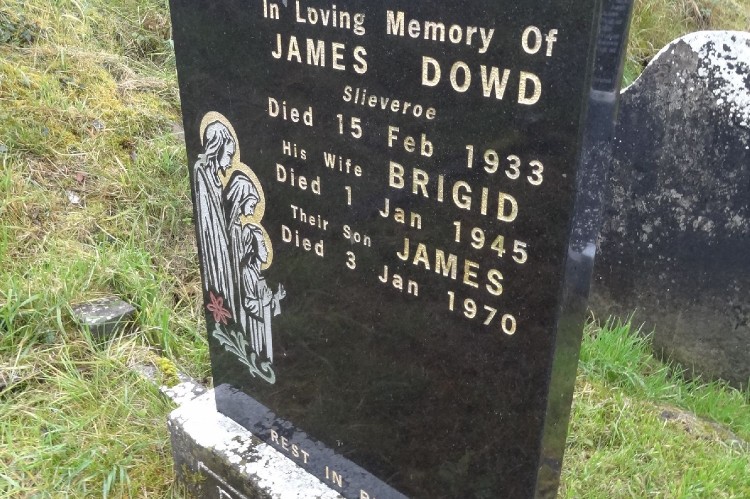 In Loving Memory Of
JAMES DOWD
Slieveroe
Died 15 Feb 1933
His Wife BRIGID
Died 1 Jan 1945
Their Son JAMES
Died 3 Jan 1970
REST IN